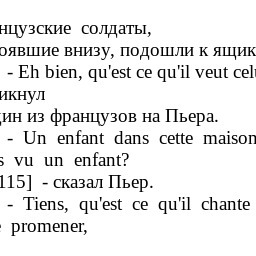 нцузские солдаты,
оявшие внизу, подошли к ящик
- Eh bien, qu'est ce qu'il veut
икнул
ин из французов на Пьера.
- Un enfant dans cette maison
s vu un enfant?
115] - сказал Пьер.
- Tiens, qu'est ce qu'il chante
promener,